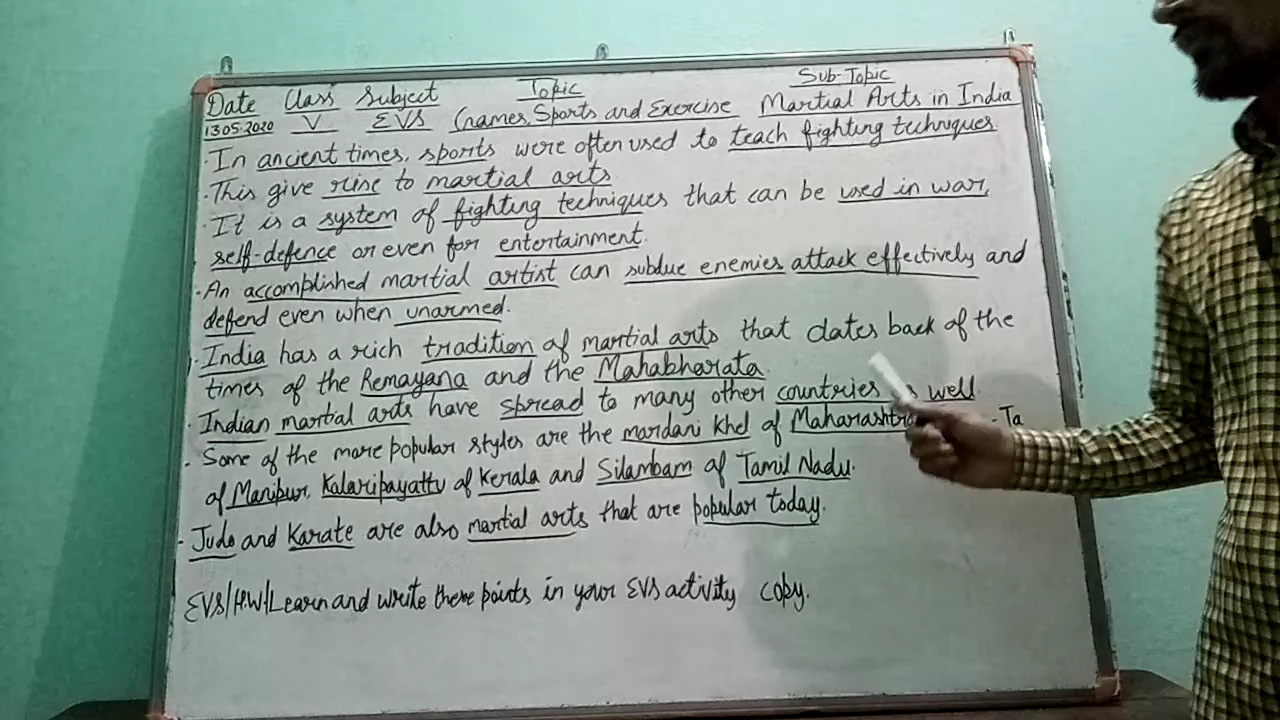 Date Class Subject Topic Sub-Topic
13.05.2020 V EVS Games, Sports and Exercise Martial Arts in India
· In ancient times, sports were often used to teach fighting techniques.
· This give rise to martial arts.
· It is a system of fighting techniques that can be used in war,
self-defence or even for entertainment.
· An accomplished martial artist can subdue enemies attack effectively and
defend even when unarmed.
· India has a rich tradition of martial arts that dates back of the
times of the Remayana and the Mahabharata.
· Indian martial arts have spread to many other countries as well.
· Some of the more popular styles are the mardani khel of Maharashtra - Ta
of Manipur, Kalaripayattu of Kerala and Silambam of Tamil Nadu.
· Judo and Karate are also martial arts that are popular today.
EVS/H.W/Learn and write these points in your EVS activity copy.